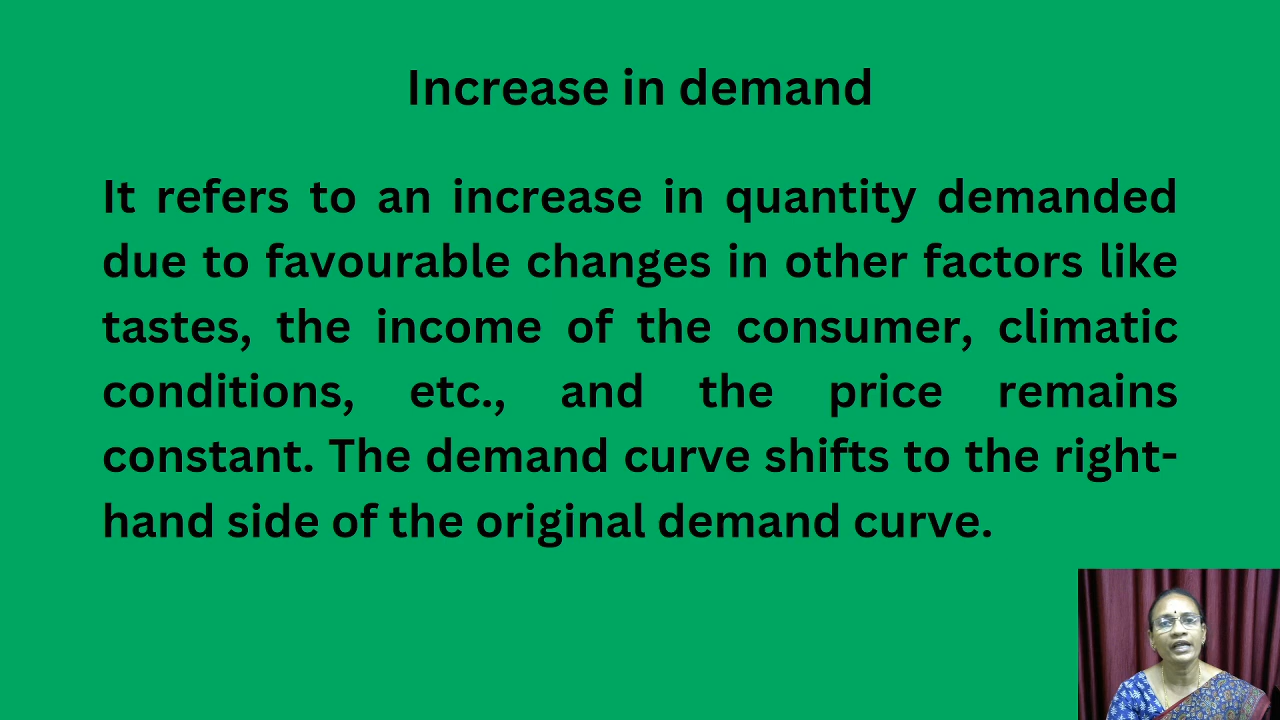 Increase in demand
It refers to an increase in quantity demanded
due to favourable changes in other factors like
tastes, the income of the consumer, climatic
conditions, etc., and the price remains
constant. The demand curve shifts to the right-
hand side of the original demand curve.